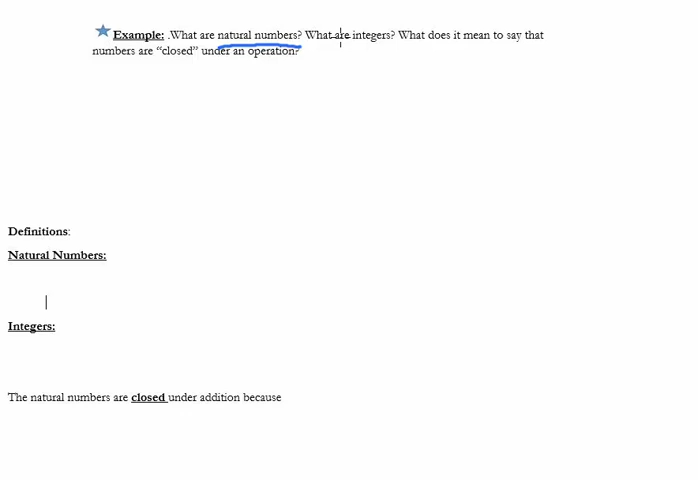 Example: .What are natural numbers? What are integers? What does it mean to say that
numbers are “closed” under an operation?
Definitions:
Natural Numbers:
Integers:
The natural numbers are closed under addition because